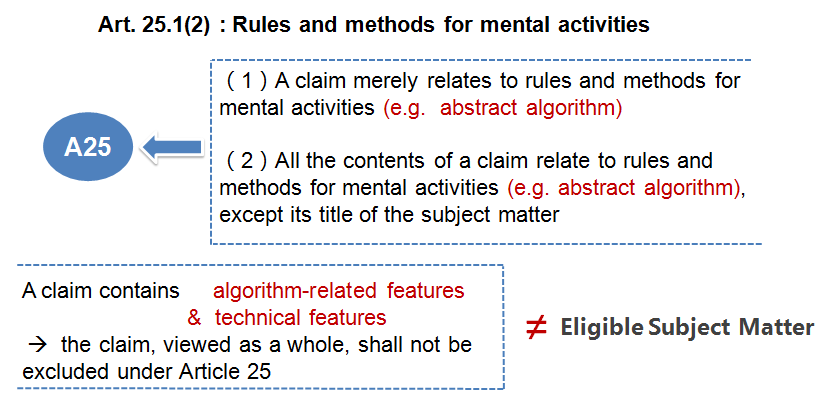 Art. 25.1(2) : Rules and methods for mental activities
（1）A claim merely relates to rules and methods for
mental activities (e.g. abstract algorithm)
A25
（2）All the contents of a claim relate to rules and
methods for mental activities (e.g. abstract algorithm),
except its title of the subject matter
A claim contains algorithm-related features
& technical features
→ the claim, viewed as a whole, shall not be
excluded under Article 25
≠ Eligible Subject Matter